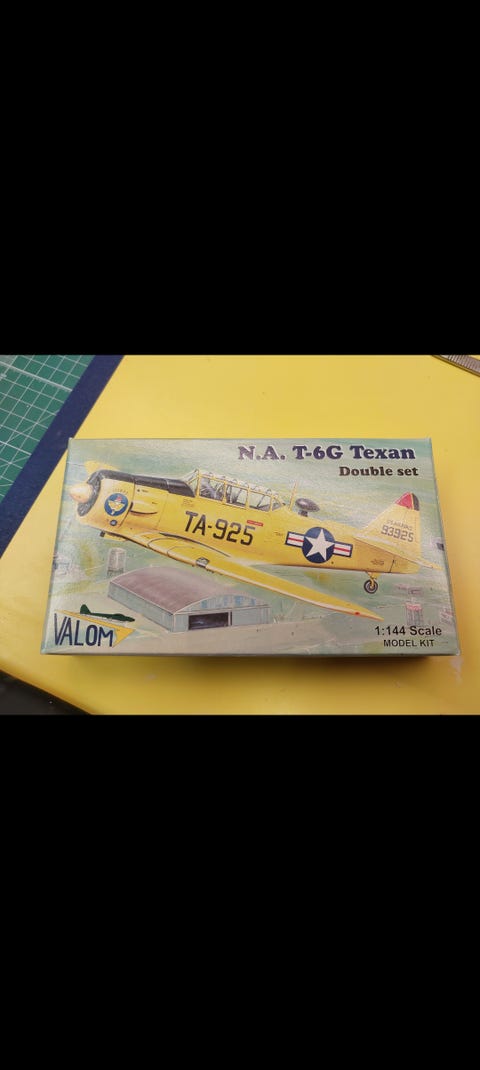 N.A. T-6G Texan
Double set
TA-925
93925
VALOM
1:144 Scale
MODEL KIT